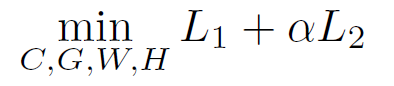 min L₁ + αL₂
C,G,W,H